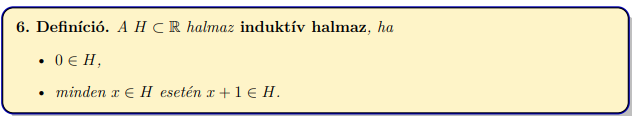 6. Definíció. A H ⊂ ℝ halmaz induktív halmaz, ha
• 0 ∈ H,
• minden x ∈ H esetén x + 1 ∈ H.